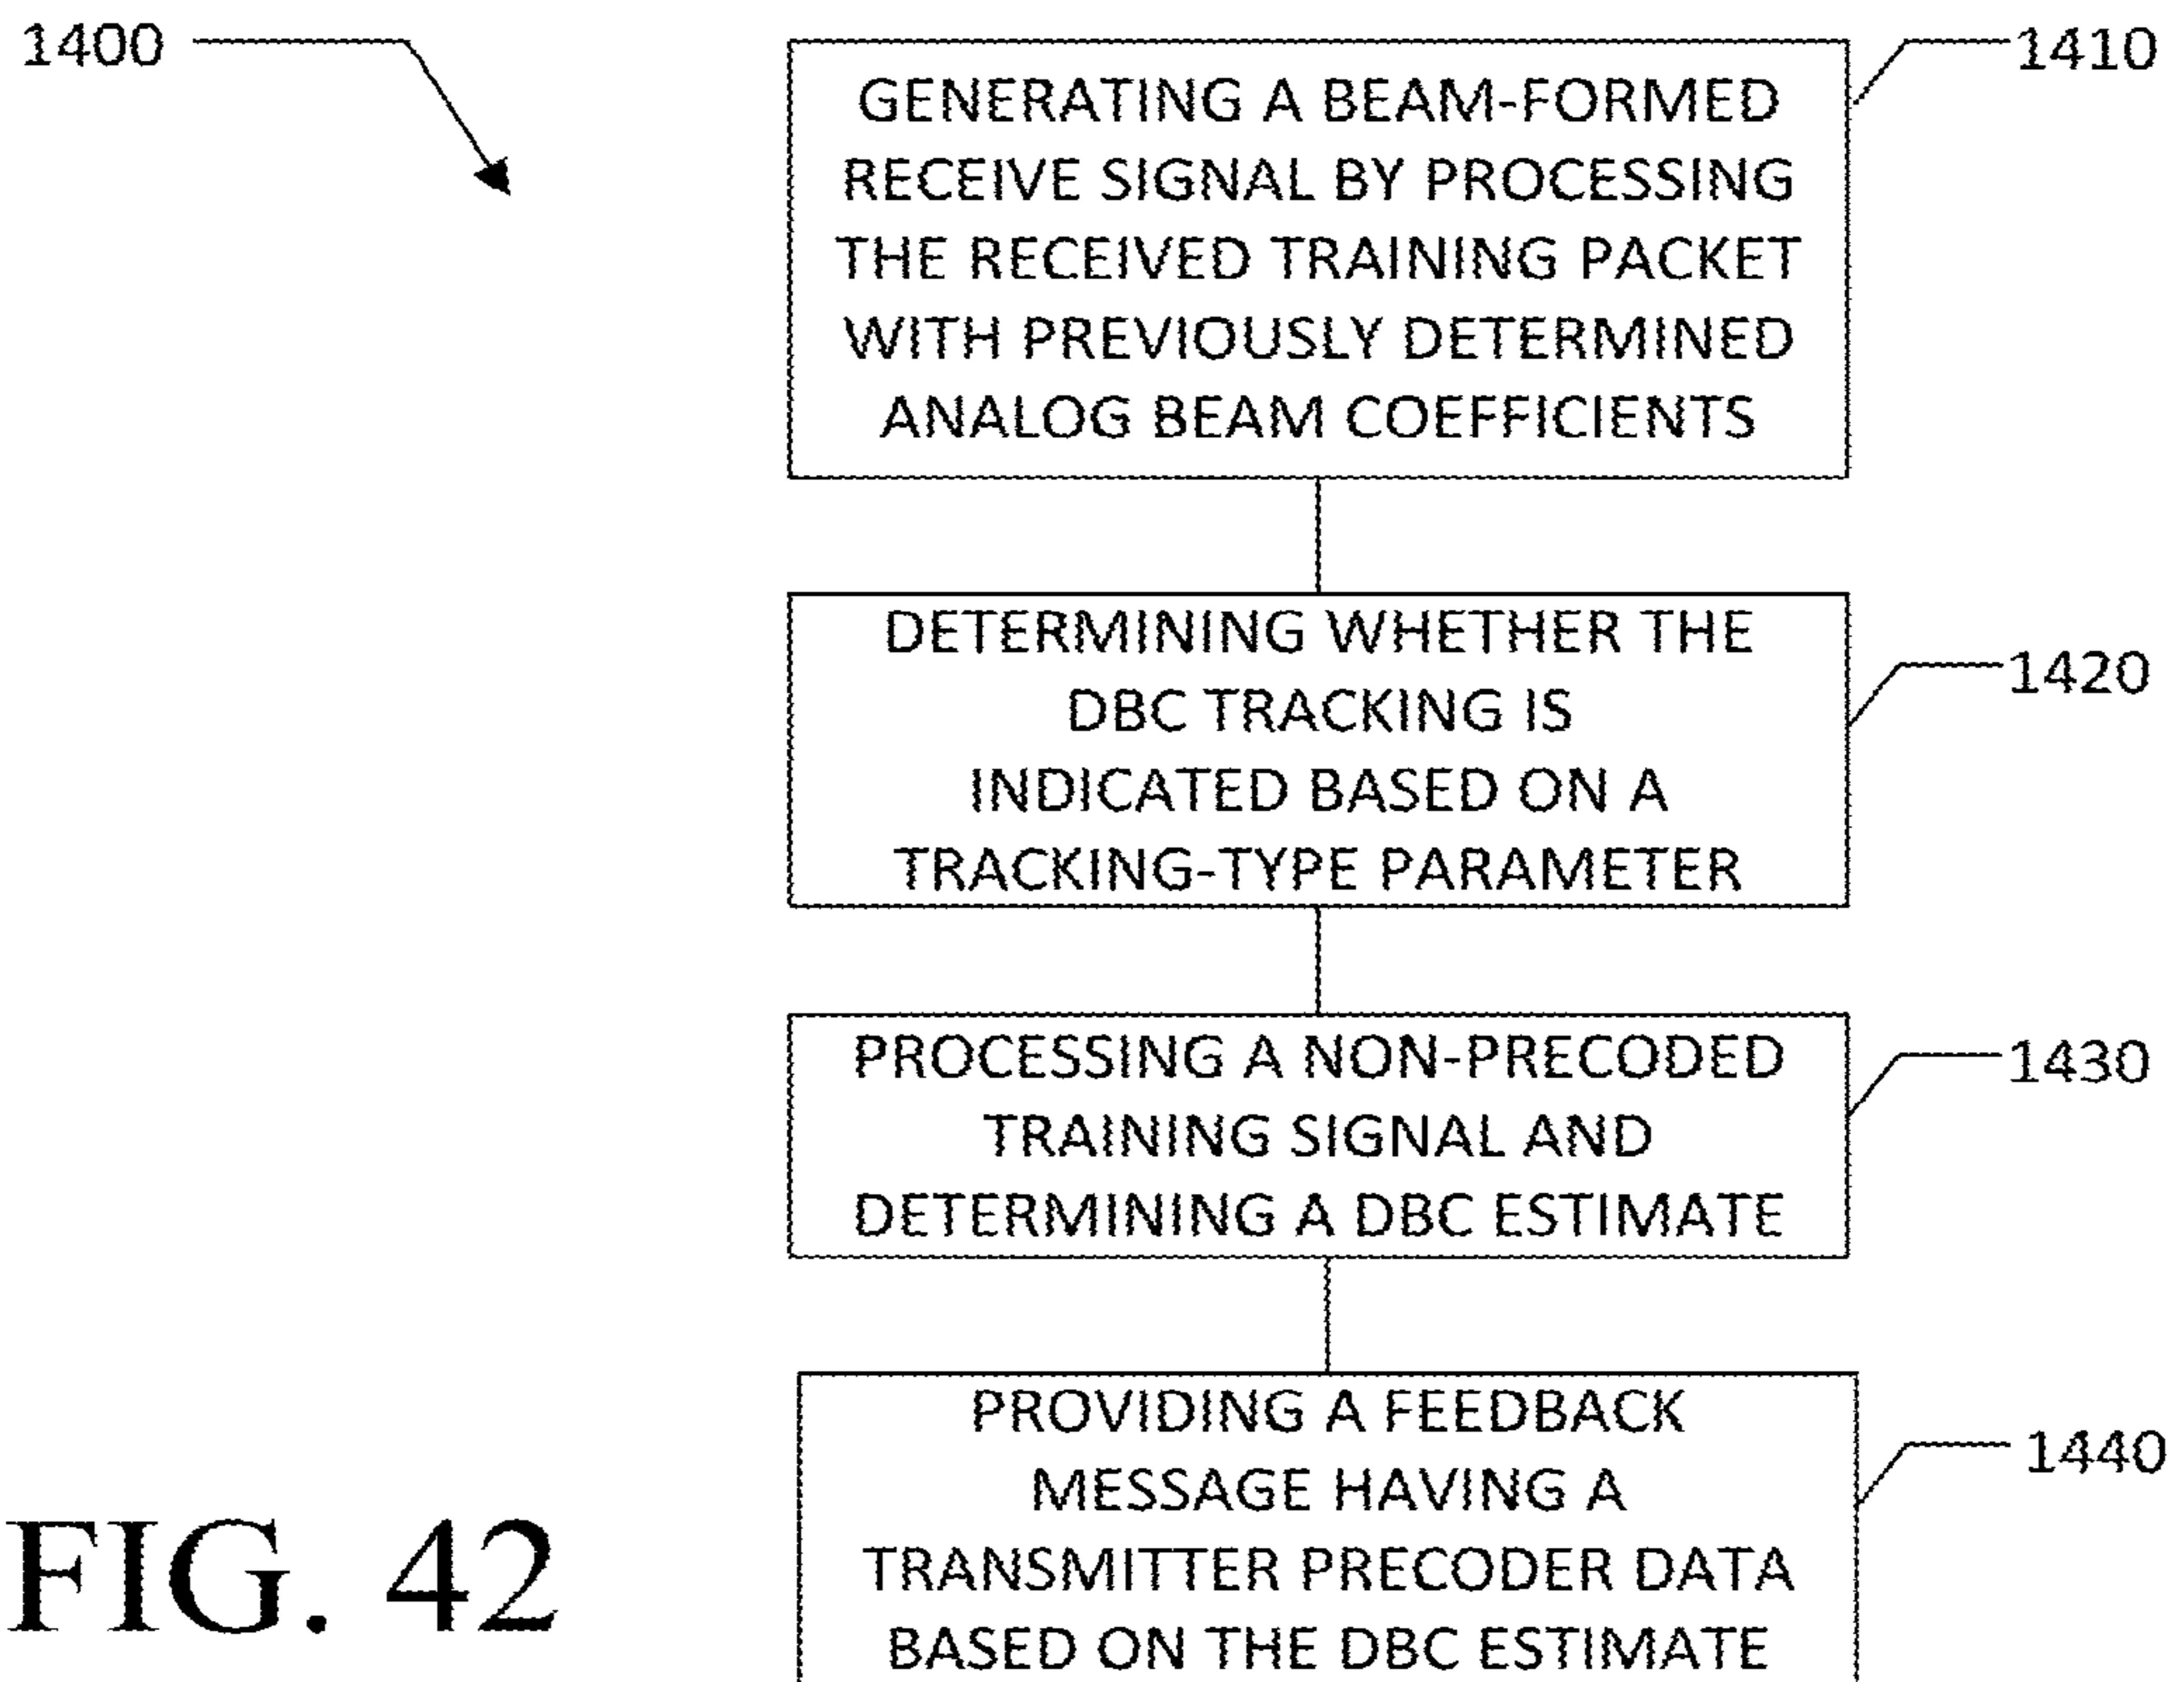 1400
1410
GENERATING A BEAM-FORMED
RECEIVE SIGNAL BY PROCESSING
THE RECEIVED TRAINING PACKET
WITH PREVIOUSLY DETERMINED
ANALOG BEAM COEFFICIENTS
DETERMINING WHETHER THE
DBC TRACKING IS
INDICATED BASED ON A
TRACKING-TYPE PARAMETER
1420
PROCESSING A NON-PRECODED
TRAINING SIGNAL AND
DETERMINING A DBC ESTIMATE
1430
PROVIDING A FEEDBACK
MESSAGE HAVING A
TRANSMITTER PRECODER DATA
BASED ON THE DBC ESTIMATE
1440
FIG. 42